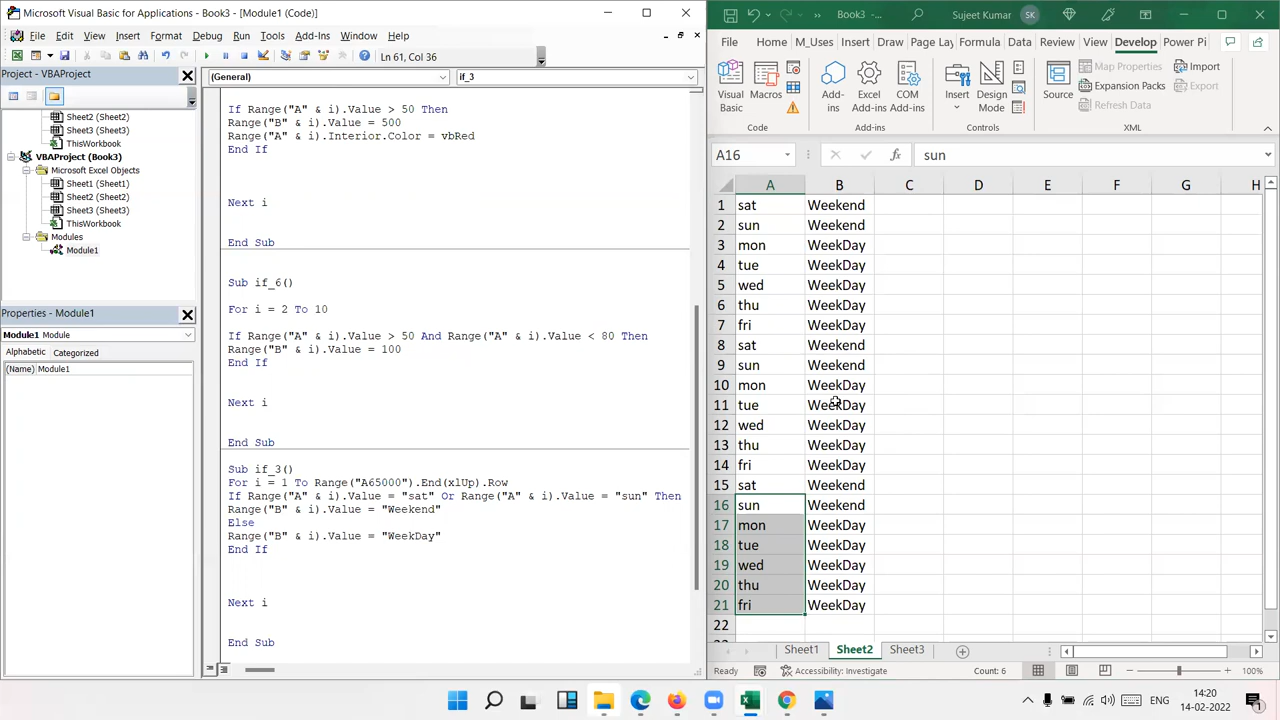 Microsoft Visual Basic for Applications - Book3 - [Module1 (Code)]
File Edit View Insert Format Debug Run Tools Add-Ins Window Help
Ln 61, Col 36
Project - VBAProject
Sheet2 (Sheet2)
Sheet3 (Sheet3)
ThisWorkbook
VBAProject (Book3)
Microsoft Excel Objects
Sheet1 (Sheet1)
Sheet2 (Sheet2)
Sheet3 (Sheet3)
ThisWorkbook
Modules
Module1
Properties - Module1
Module1 Module
Alphabetic Categorized
(Name) Module1
(General) if_3
If Range("A" & i).Value > 50 Then
Range("B" & i).Value = 500
Range("A" & i).Interior.Color = vbRed
End If
Next i
End Sub
Sub if_6()
For i = 2 To 10
If Range("A" & i).Value > 50 And Range("A" & i).Value < 80 Then
Range("B" & i).Value = 100
End If
Next i
End Sub
Sub if_3()
For i = 1 To Range("A65000").End(xlUp).Row
If Range("A" & i).Value = "sat" Or Range("A" & i).Value = "sun" Then
Range("B" & i).Value = "Weekend"
Else
Range("B" & i).Value = "WeekDay"
End If
Next i
End Sub
Book3 -... Sujeet Kumar SK
File Home M_Uses Insert Draw Page Lay Formulas Data Review View Develop Power Pi
Visual Basic Macros Add-ins Excel Add-ins COM Add-ins Insert Design Mode Source Map Properties Import
Expansion Packs Export
Refresh Data
Code Add-ins Controls XML
A16 fx sun
A B C D E F G H
1 sat Weekend
2 sun Weekend
3 mon WeekDay
4 tue WeekDay
5 wed WeekDay
6 thu WeekDay
7 fri WeekDay
8 sat Weekend
9 sun Weekend
10 mon WeekDay
11 tue WeekDay
12 wed WeekDay
13 thu WeekDay
14 fri WeekDay
15 sat Weekend
16 sun Weekend
17 mon WeekDay
18 tue WeekDay
19 wed WeekDay
20 thu WeekDay
21 fri WeekDay
22
Sheet1 Sheet2 Sheet3
Ready Accessibility: Investigate Count: 6 100%
ENG 14:20
14-02-2022